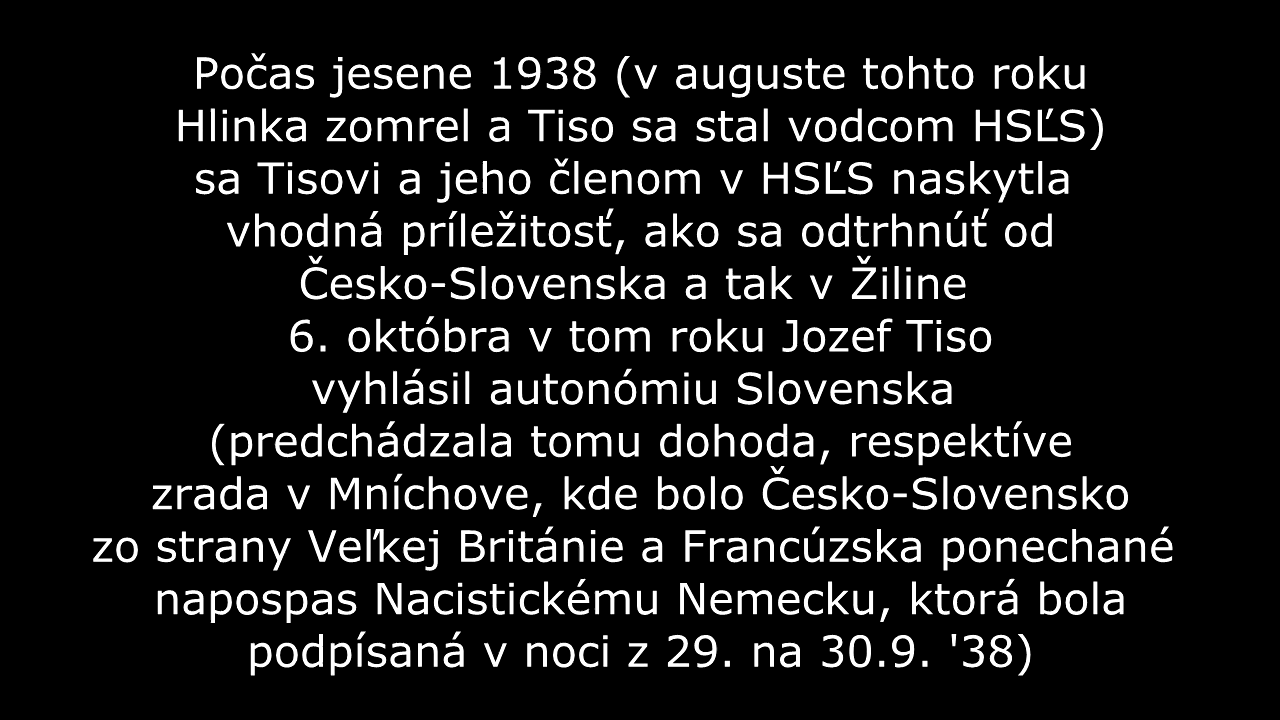 Počas jesene 1938 (v auguste tohto roku
Hlinka zomrel a Tiso sa stal vodcom HSĽS)
sa Tisovi a jeho členom v HSĽS naskytla
vhodná príležitosť, ako sa odtrhnúť od
Česko-Slovenska a tak v Žiline
6. októbra v tom roku Jozef Tiso
vyhlásil autonómiu Slovenska
(predchádzala tomu dohoda, respektíve
zrada v Mníchove, kde bolo Česko-Slovensko
zo strany Veľkej Británie a Francúzska ponechané
napospas Nacistickému Nemecku, ktorá bola
podpísaná v noci z 29. na 30.9. '38)